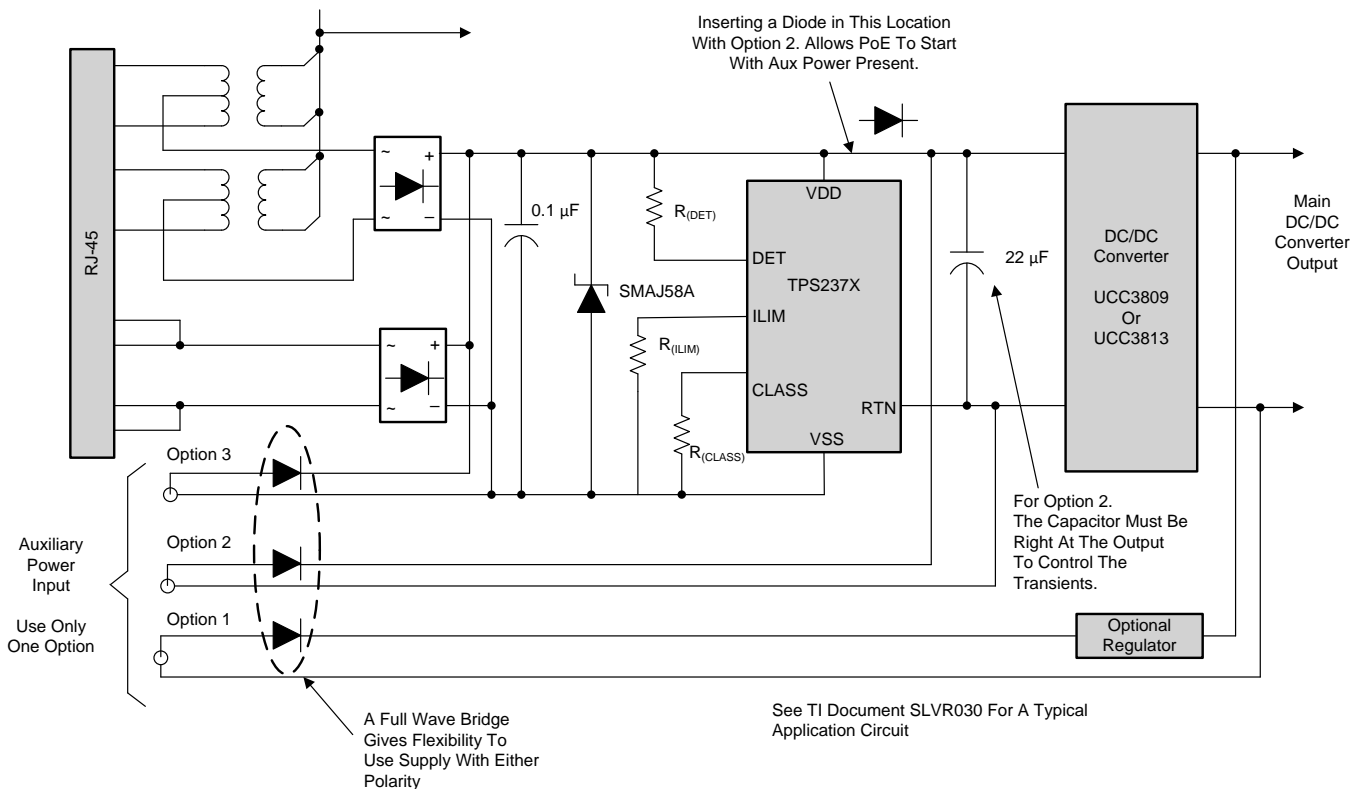 Inserting a Diode in This Location
With Option 2. Allows PoE To Start
With Aux Power Present.
RJ-45
~
+
~
−
0.1 µF
SMAJ58A
R(DET)
VDD
DET
TPS237X
ILIM
CLASS
RTN
VSS
R(ILIM)
R(CLASS)
22 µF
DC/DC
Converter
UCC3809
Or
UCC3813
Main
DC/DC
Converter
Output
~
+
~
−
For Option 2.
The Capacitor Must Be
Right At The Output
To Control The
Transients.
Auxiliary
Power
Input
Use Only
One Option
Option 3
Option 2
Option 1
Optional
Regulator
A Full Wave Bridge
Gives Flexibility To
Use Supply With Either
Polarity
See TI Document SLVR030 For A Typical
Application Circuit